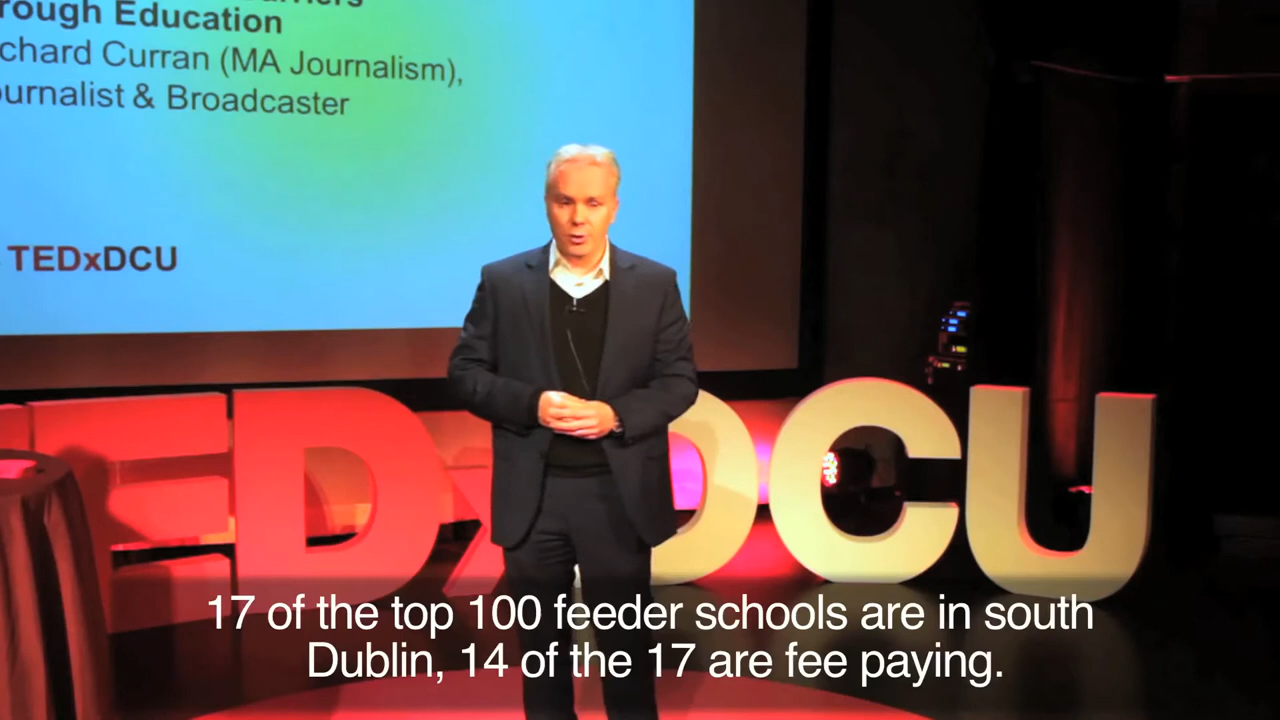 rough Education
chard Curran (MA Journalism),
ournalist & Broadcaster
TEDxDCU
EDxDCU
17 of the top 100 feeder schools are in south
Dublin, 14 of the 17 are fee paying.